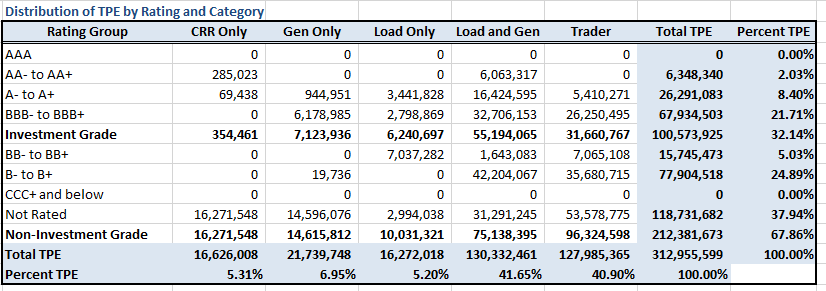 Distribution of TPE by Rating and Category
Rating Group CRR Only Gen Only Load Only Load and Gen Trader Total TPE Percent TPE
AAA 0 0 0 0 0 0 0.00%
AA- to AA+ 285,023 0 0 6,063,317 0 6,348,340 2.03%
A- to A+ 69,438 944,951 3,441,828 16,424,595 5,410,271 26,291,083 8.40%
BBB- to BBB+ 0 6,178,985 2,798,869 32,706,153 26,250,495 67,934,503 21.71%
Investment Grade 354,461 7,123,936 6,240,697 55,194,065 31,660,767 100,573,925 32.14%
BB- to BB+ 0 0 7,037,282 1,643,083 7,065,108 15,745,473 5.03%
B- to B+ 0 19,736 0 42,204,067 35,680,715 77,904,518 24.89%
CCC+ and below 0 0 0 0 0 0 0.00%
Not Rated 16,271,548 14,596,076 2,994,038 31,291,245 53,578,775 118,731,682 37.94%
Non-Investment Grade 16,271,548 14,615,812 10,031,321 75,138,395 96,324,598 212,381,673 67.86%
Total TPE 16,626,008 21,739,748 16,272,018 130,332,461 127,985,365 312,955,599 100.00%
Percent TPE 5.31% 6.95% 5.20% 41.65% 40.90% 100.00%